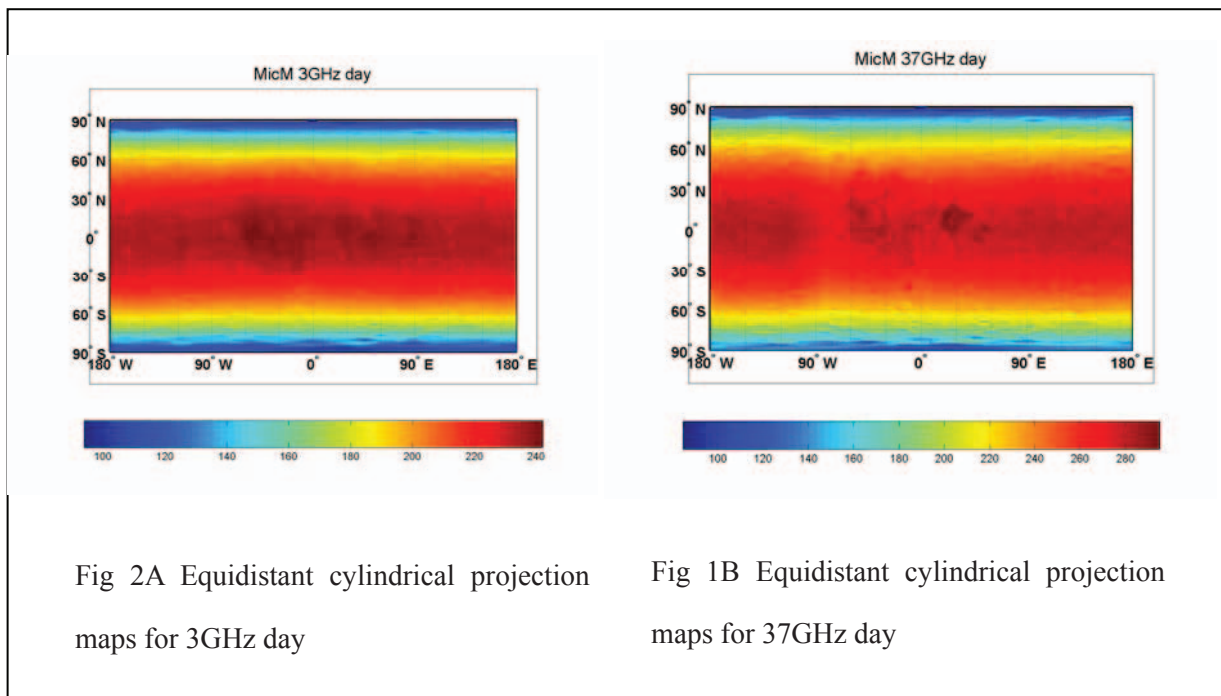 MicM 3GHz day
90° N
60° N
30° N
0°
30° S
60° S
90° S
180° W
90° W
0°
90° E
180° E
100 120 140 160 180 200 220 240
Fig 2A Equidistant cylindrical projection
maps for 3GHz day
MicM 37GHz day
90° N
60° N
30° N
0°
30° S
60° S
90° S
180° W
90° W
0°
90° E
180° E
100 120 140 160 180 200 220 240 260 280
Fig 1B Equidistant cylindrical projection
maps for 37GHz day